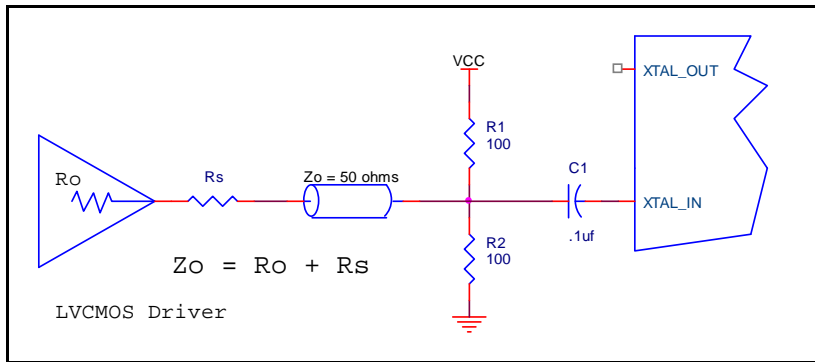 VCC
XTAL_OUT
R1
100
Ro
Rs
Zo = 50 ohms
C1
XTAL_IN
.1uf
R2
100
Zo = Ro + Rs
LVCMOS Driver